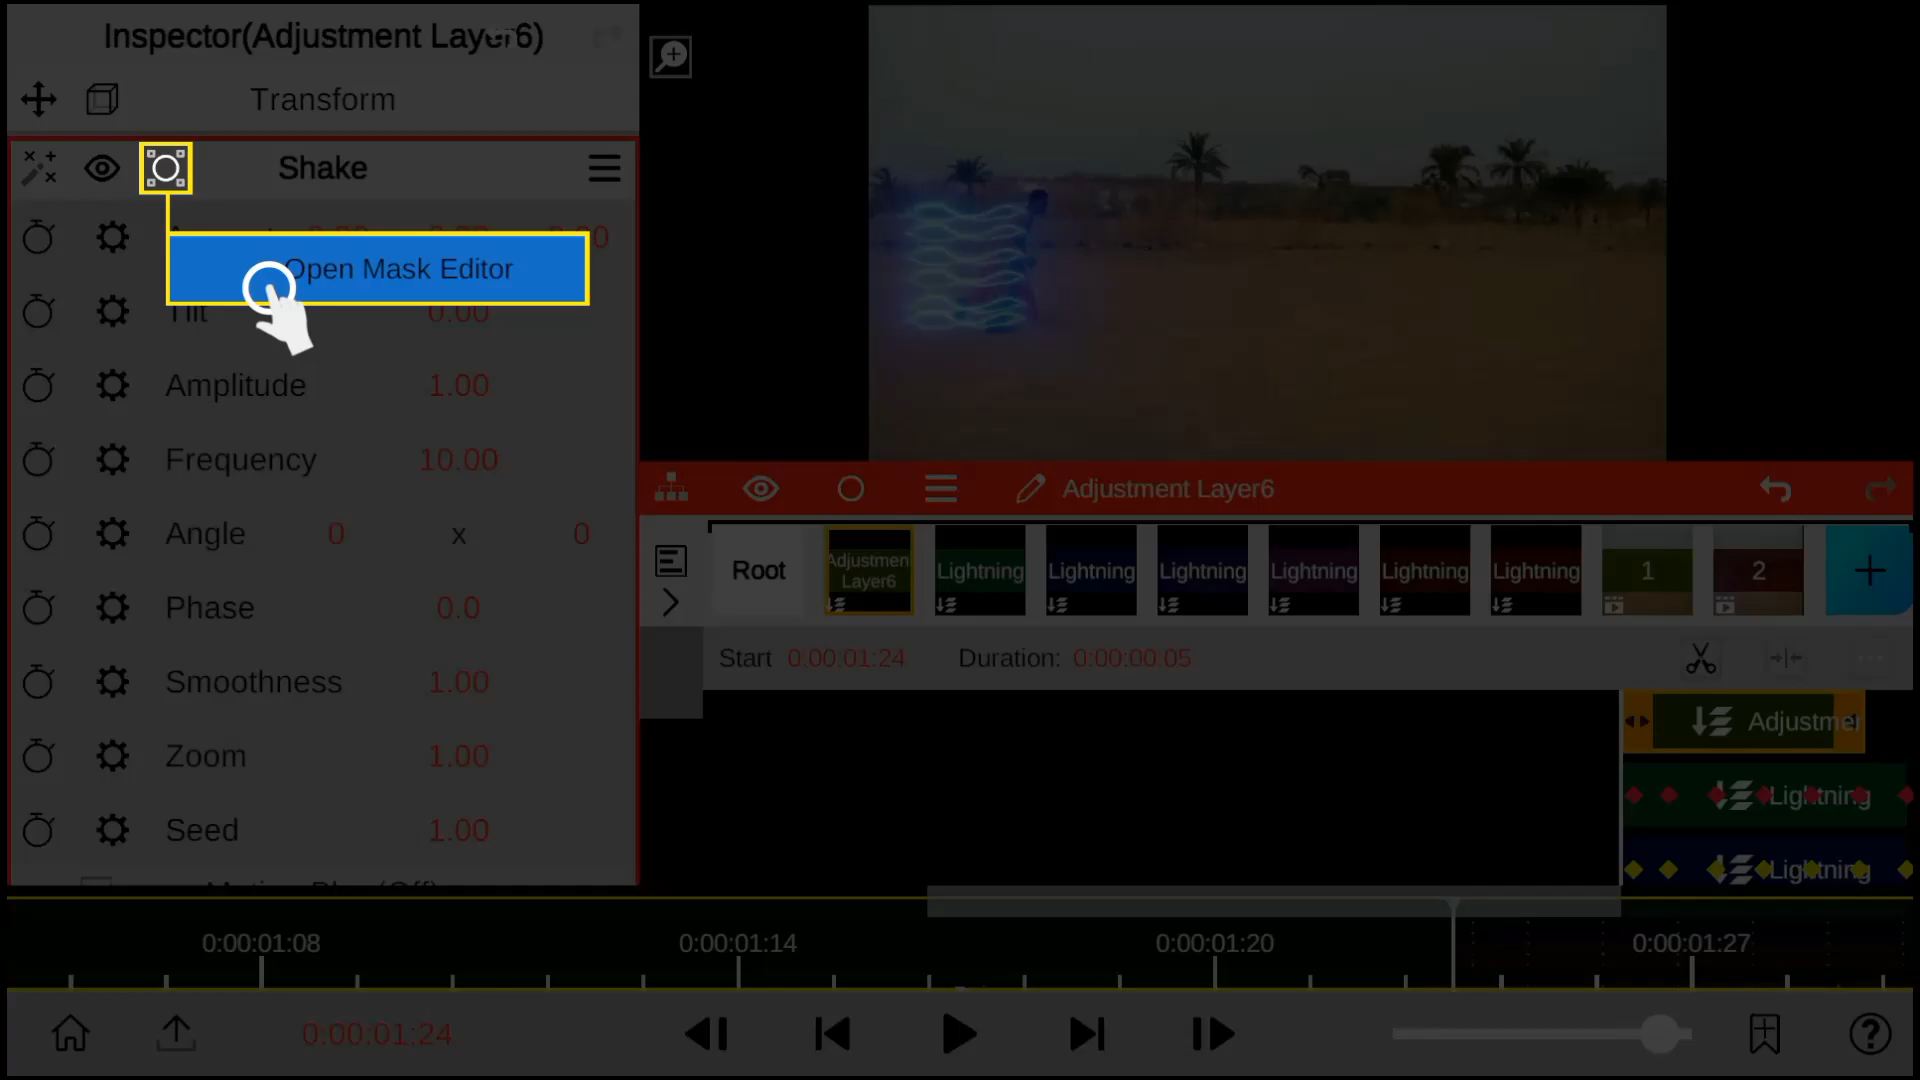 Inspector(Adjustment Layer6)
Transform
Shake
Open Mask Editor
Tilt 0.00
Amplitude 1.00
Frequency 10.00
Angle 0 x 0
Phase 0.0
Smoothness 1.00
Zoom 1.00
Seed 1.00
Adjustment Layer6
Root
Adjustmen
Layer6
Lightning
Lightning
Lightning
Lightning
Lightning
Lightning
1
2
Start 0:00:01:24 Duration: 0:00:00:05
Adjustme
Lightning
Lightning
0:00:01:08 0:00:01:14 0:00:01:20 0:00:01:27
0:00:01:24